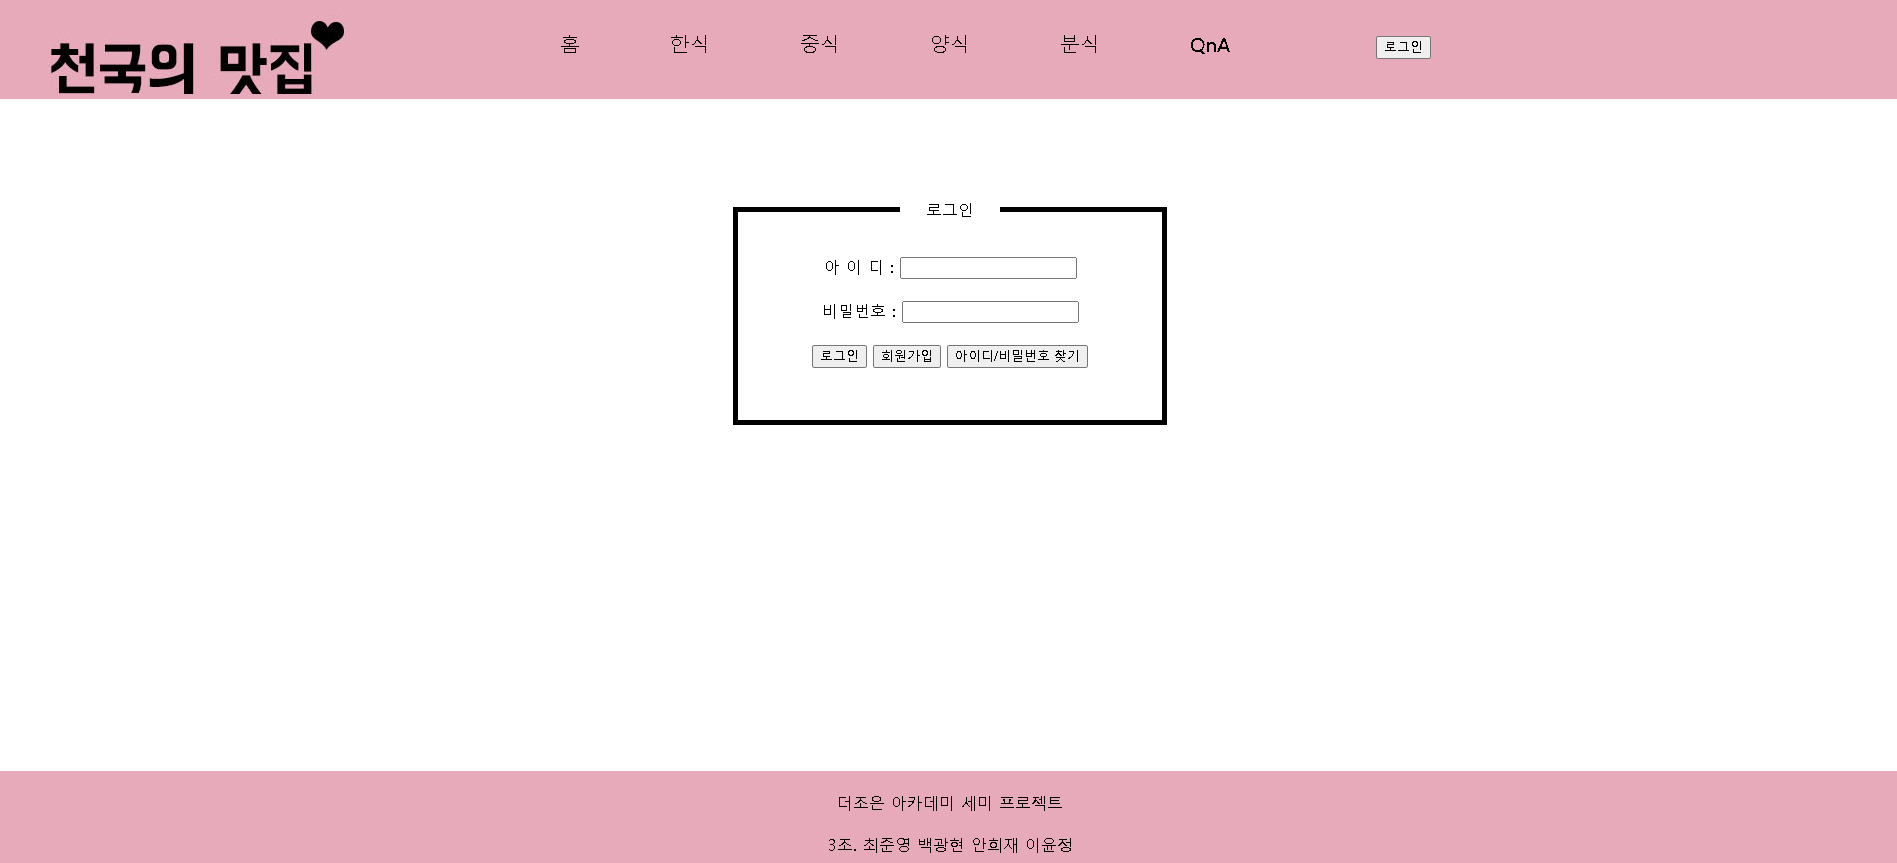 천국의 맛집
홈 한식 중식 양식 분식 QnA 로그인
로그인
아 이 디 :
비밀번호 :
로그인 회원가입 아이디/비밀번호 찾기
더조은 아카데미 세미 프로젝트
3조. 최준영 백광현 안희재 이윤정